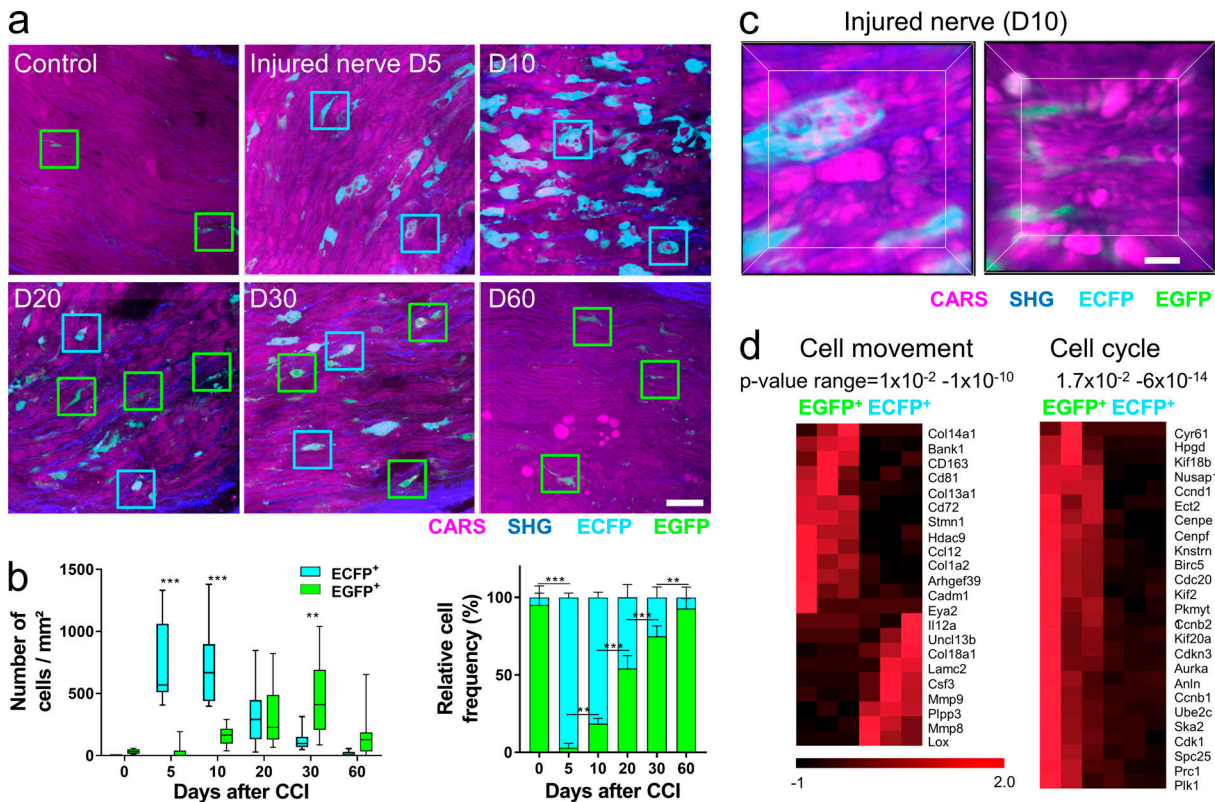 a
Control
Injured nerve D5
D10
D20
D30
D60
CARS SHG ECFP EGFP
b
Number of cells / mm²
1500
1000
500
0
*** *** **
ECFP⁺
EGFP⁺
0 5 10 20 30 60
Days after CCI
Relative cell frequency (%)
100
50
0
*** ** *** *** **
0 5 10 20 30 60
Days after CCI
c
Injured nerve (D10)
CARS SHG ECFP EGFP
d
Cell movement
p-value range=1x10⁻² -1x10⁻¹⁰
EGFP⁺ ECFP⁺
Col14a1
Bank1
CD163
Cd81
Col13a1
Cd72
Stmn1
Hdac9
Ccl12
Col1a2
Arhgef39
Cadm1
Eya2
Il12a
Uncl13b
Col18a1
Lamc2
Csf3
Mmp9
Plpp3
Mmp8
Lox
-1 2.0
Cell cycle
1.7x10⁻² -6x10⁻¹⁴
EGFP⁺ ECFP⁺
Cyr61
Hpgd
Kif18b
Nusap1
Ccnd1
Ect2
Cenpe
Cenpf
Knstrn
Birc5
Cdc20
Kif2
Pkmyt
Ccnb2
Kif20a
Cdkn3
Aurka
Anln
Ccnb1
Ube2c
Ska2
Cdk1
Spc25
Prc1
Plk1